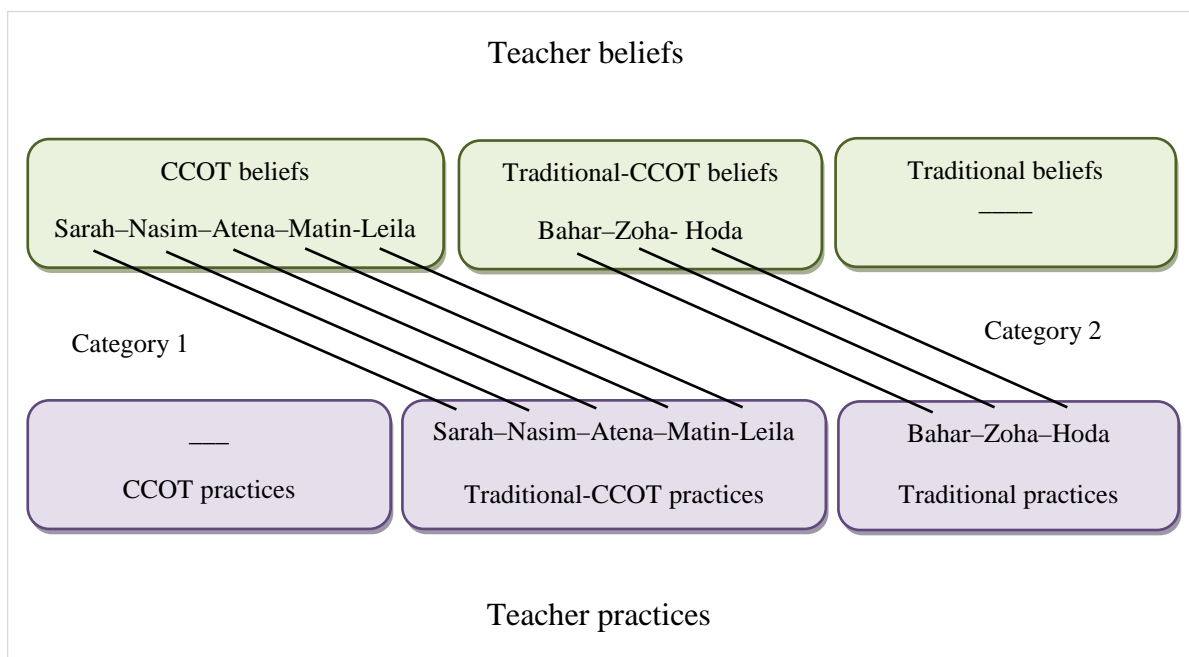 Teacher beliefs
CCOT beliefs
Sarah–Nasim–Atena–Matin-Leila
Traditional-CCOT beliefs
Bahar–Zoha- Hoda
Traditional beliefs
____
Category 1
Category 2
___
CCOT practices
Sarah–Nasim–Atena–Matin-Leila
Traditional-CCOT practices
Bahar–Zoha–Hoda
Traditional practices
Teacher practices